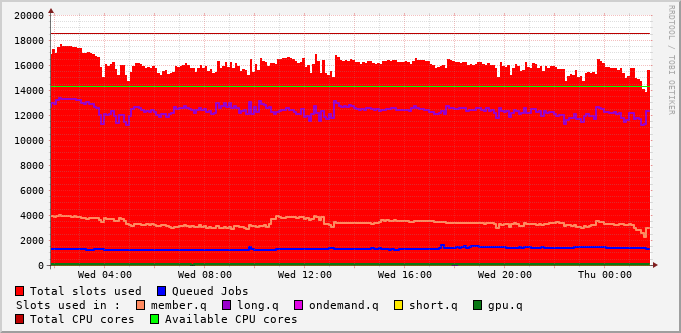 20000
18000
16000
14000
12000
10000
8000
6000
4000
2000
0
Wed 04:00 Wed 08:00 Wed 12:00 Wed 16:00 Wed 20:00 Thu 00:00
RRDTOOL / TOBI OETIKER
Total slots used Queued Jobs
Slots used in : member.q long.q ondemand.q short.q gpu.q
Total CPU cores Available CPU cores